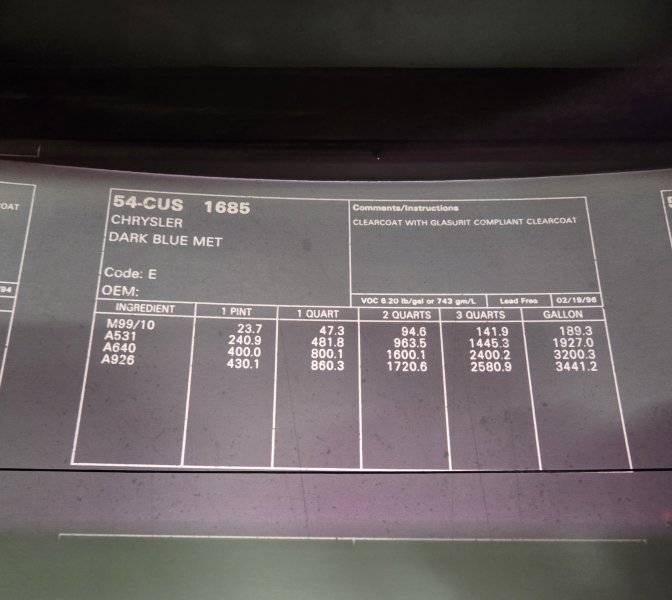 54-CUS 1685
CHRYSLER
DARK BLUE MET
Code: E
OEM:
Comments/Instructions
CLEARCOAT WITH GLASURIT COMPLIANT CLEARCOAT
VOC 6.20 lb/gal or 743 gm/L Lead Free 02/19/96
INGREDIENT 1 PINT 1 QUART 2 QUARTS 3 QUARTS GALLON
M99/10 23.7 47.3 94.6 141.9 189.3
A531 240.9 481.8 963.5 1445.3 1927.0
A640 400.0 800.1 1600.1 2400.2 3200.3
A926 430.1 860.3 1720.6 2580.9 3441.2